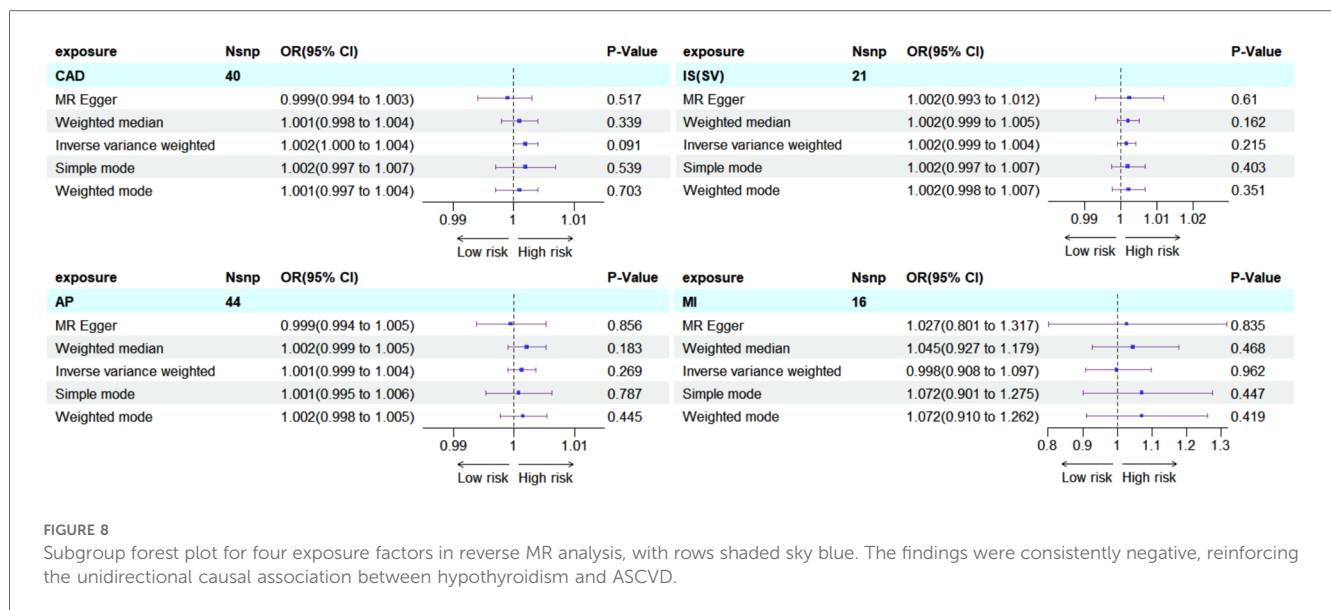 exposure Nsnp OR(95% CI) P-Value
CAD 40
MR Egger 0.999(0.994 to 1.003) 0.517
Weighted median 1.001(0.998 to 1.004) 0.339
Inverse variance weighted 1.002(1.000 to 1.004) 0.091
Simple mode 1.002(0.997 to 1.007) 0.539
Weighted mode 1.001(0.997 to 1.004) 0.703
0.99 1 1.01
Low risk High risk
exposure Nsnp OR(95% CI) P-Value
IS(SV) 21
MR Egger 1.002(0.993 to 1.012) 0.61
Weighted median 1.002(0.999 to 1.005) 0.162
Inverse variance weighted 1.002(0.999 to 1.004) 0.215
Simple mode 1.002(0.997 to 1.007) 0.403
Weighted mode 1.002(0.998 to 1.007) 0.351
0.99 1 1.01 1.02
Low risk High risk
exposure Nsnp OR(95% CI) P-Value
AP 44
MR Egger 0.999(0.994 to 1.005) 0.856
Weighted median 1.002(0.999 to 1.005) 0.183
Inverse variance weighted 1.001(0.999 to 1.004) 0.269
Simple mode 1.001(0.995 to 1.006) 0.787
Weighted mode 1.002(0.998 to 1.005) 0.445
0.99 1 1.01
Low risk High risk
exposure Nsnp OR(95% CI) P-Value
MI 16
MR Egger 1.027(0.801 to 1.317) 0.835
Weighted median 1.045(0.927 to 1.179) 0.468
Inverse variance weighted 0.998(0.908 to 1.097) 0.962
Simple mode 1.072(0.901 to 1.275) 0.447
Weighted mode 1.072(0.910 to 1.262) 0.419
0.8 0.9 1 1.1 1.2 1.3
Low risk High risk
FIGURE 8
Subgroup forest plot for four exposure factors in reverse MR analysis, with rows shaded sky blue. The findings were consistently negative, reinforcing
the unidirectional causal association between hypothyroidism and ASCVD.